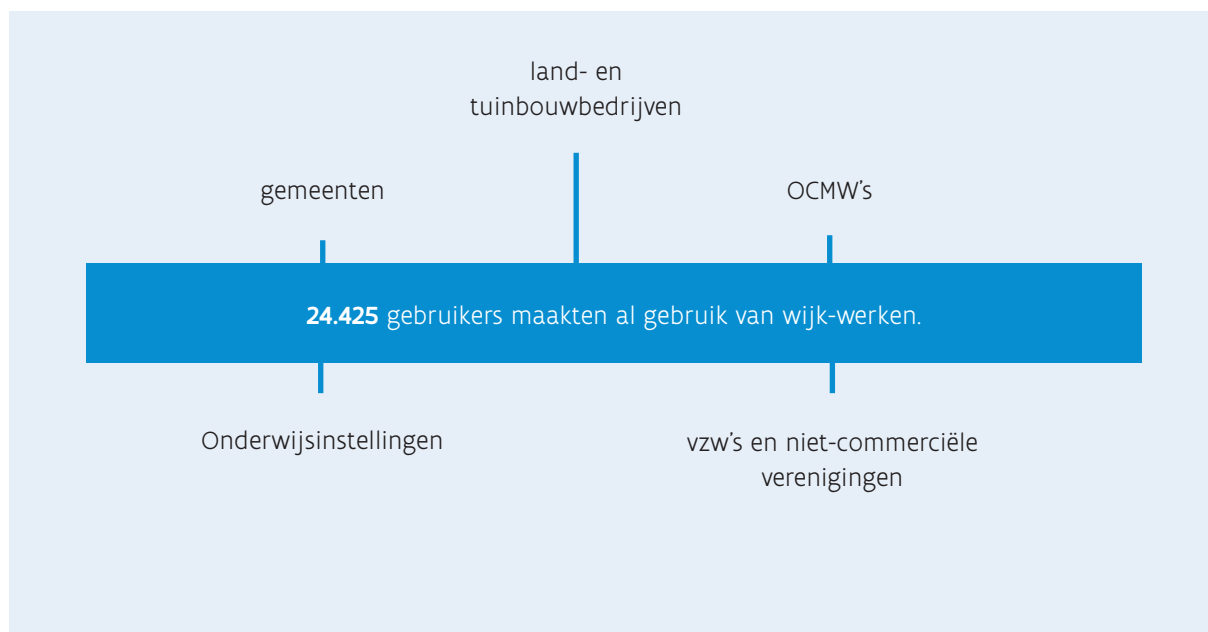 land- en
tuinbouwbedrijven
gemeenten
OCMW's
24.425 gebruikers maakten al gebruik van wijk-werken.
Onderwijsinstellingen
vzw's en niet-commerciële
verenigingen